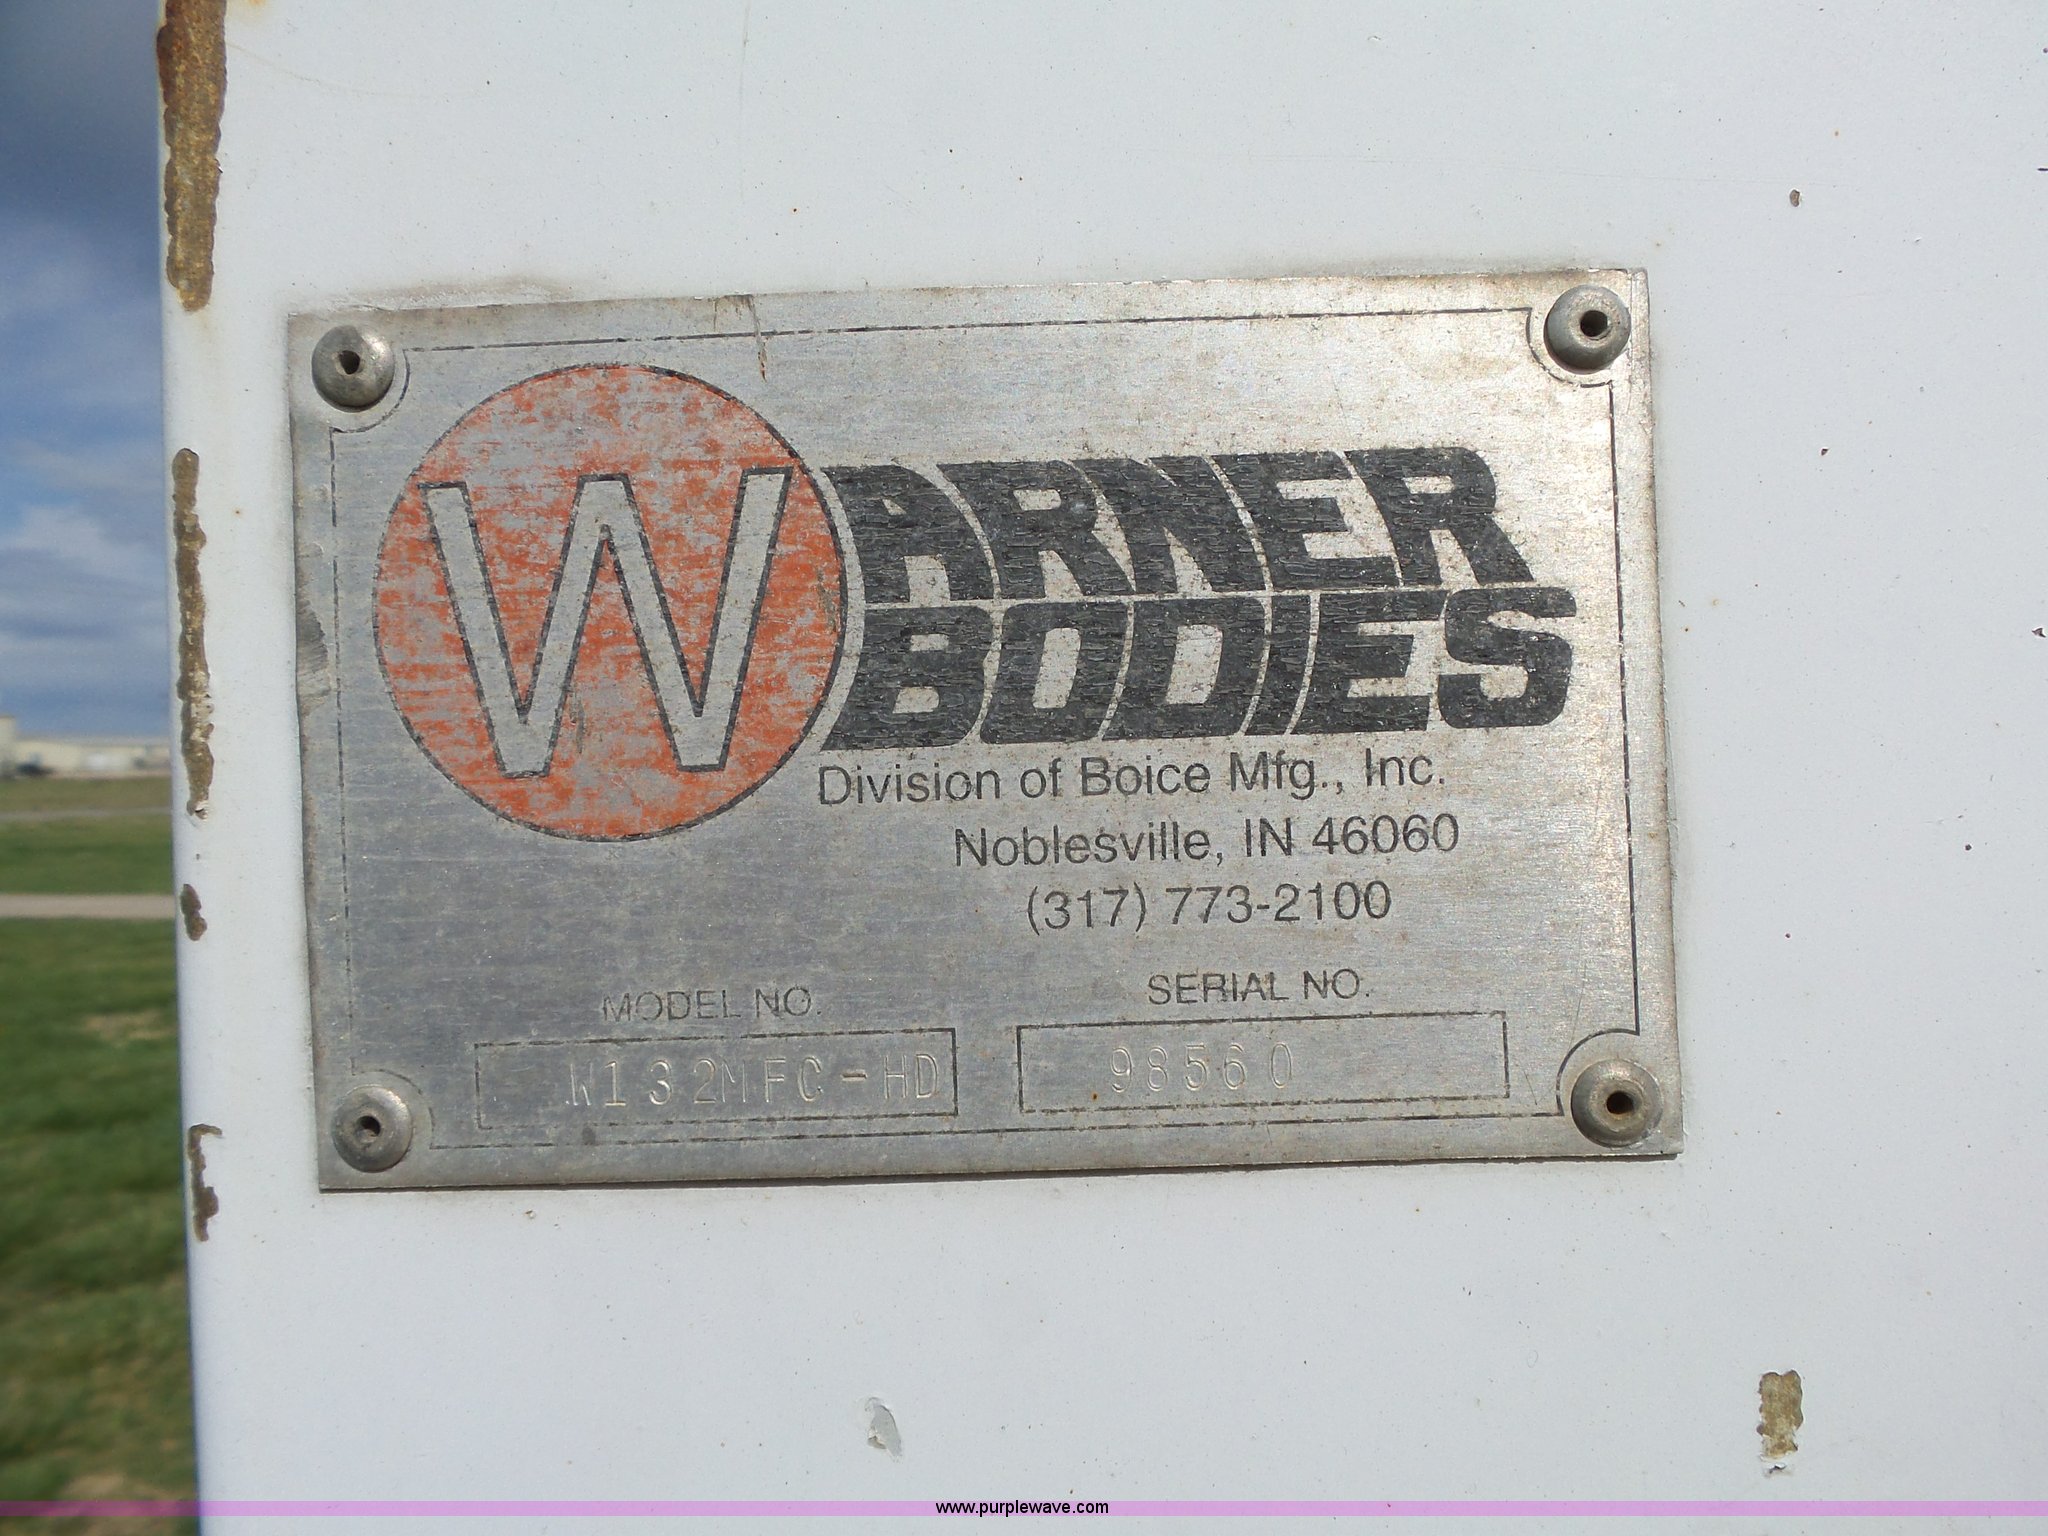 WARNER
BODIES
Division of Boice Mfg., Inc.
Noblesville, IN 46060
(317) 773-2100
MODEL NO. SERIAL NO.
W132MFC-HD 98560
www.purplewave.com